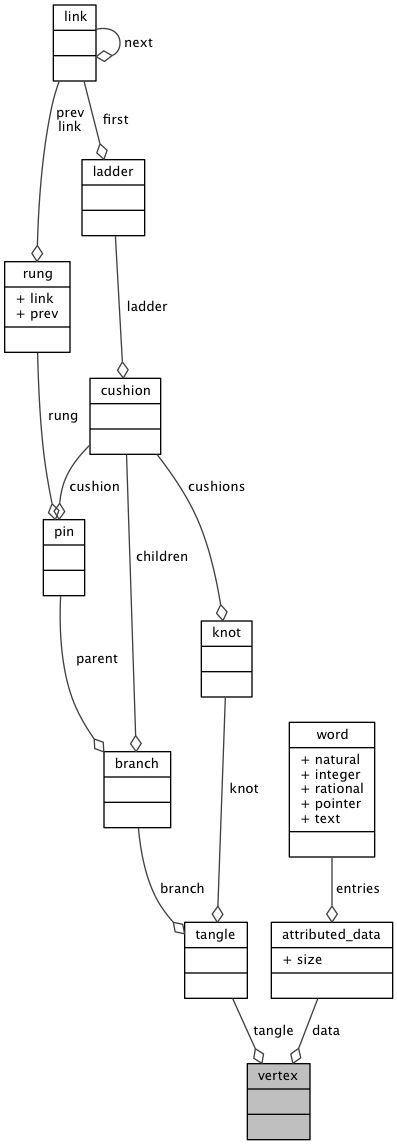 link
next
prev
link
first
ladder
rung
+ link
+ prev
ladder
cushion
rung
cushion
cushions
pin
children
knot
parent
word
+ natural
+ integer
+ rational
+ pointer
+ text
branch
knot
branch
entries
tangle
attributed_data
+ size
tangle
data
vertex